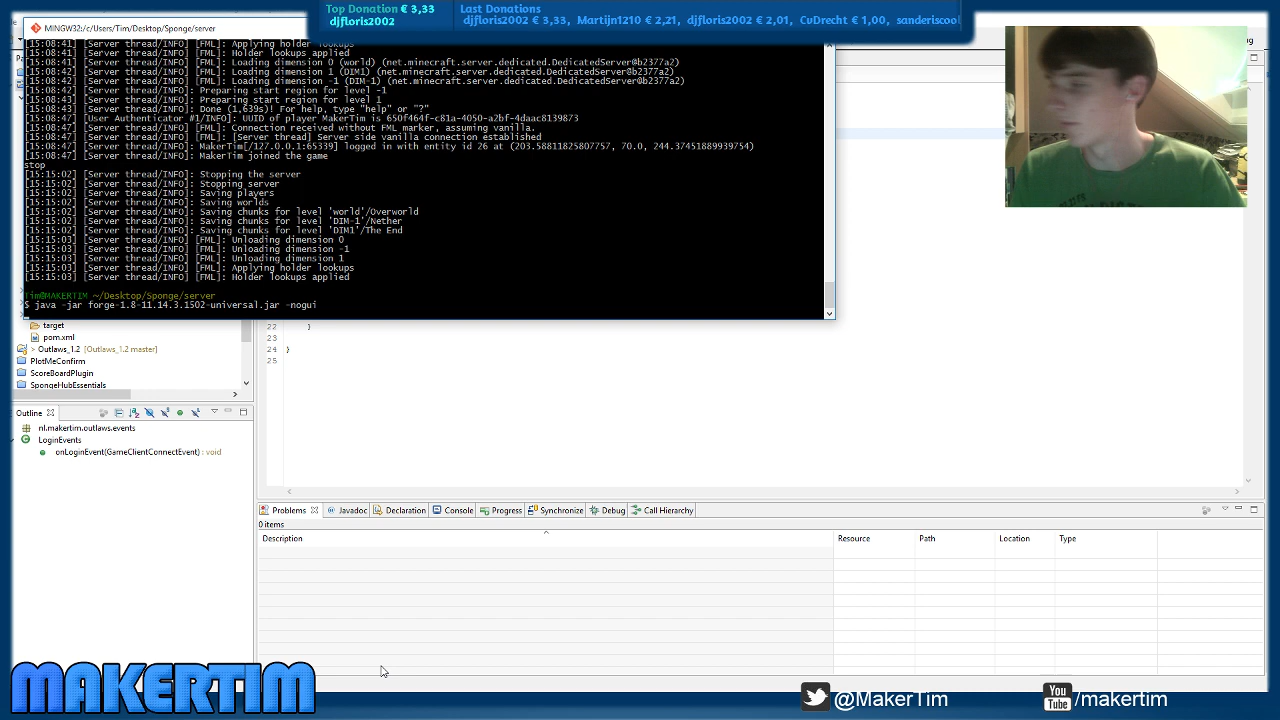 Top Donation € 3,33
djfloris2002
Last Donations
djfloris2002 € 3,33, Martijn1210 € 2,21, djfloris2002 € 2,01, CuDrecht € 1,00, sanderiscool
MINGW32:/c/Users/Tim/Desktop/Sponge/server
[15:08:41] [Server thread/INFO] [FML]: Applying holder lookups
[15:08:41] [Server thread/INFO] [FML]: Holder lookups applied
[15:08:41] [Server thread/INFO] [FML]: Loading dimension 0 (world) (net.minecraft.server.dedicated.DedicatedServer@b2377a2)
[15:08:42] [Server thread/INFO] [FML]: Loading dimension 1 (DIM1) (net.minecraft.server.dedicated.DedicatedServer@b2377a2)
[15:08:42] [Server thread/INFO] [FML]: Loading dimension -1 (DIM-1) (net.minecraft.server.dedicated.DedicatedServer@b2377a2)
[15:08:42] [Server thread/INFO]: Preparing start region for level -1
[15:08:43] [Server thread/INFO]: Preparing start region for level 1
[15:08:43] [Server thread/INFO]: Done (1,639s)! For help, type "help" or "?"
[15:08:47] [User Authenticator #1/INFO]: UUID of player MakerTim is 650f464f-c81a-4050-a2bf-4daac8139873
[15:08:47] [Server thread/INFO] [FML]: Connection received without FML marker, assuming vanilla.
[15:08:47] [Server thread/INFO] [FML]: [Server thread] Server side vanilla connection established
[15:08:47] [Server thread/INFO]: MakerTim[/127.0.0.1:65339] logged in with entity id 26 at (203.58811825807757, 70.0, 244.37451889939754)
[15:08:47] [Server thread/INFO]: MakerTim joined the game
stop
[15:15:02] [Server thread/INFO]: Stopping the server
[15:15:02] [Server thread/INFO]: Stopping server
[15:15:02] [Server thread/INFO]: Saving players
[15:15:02] [Server thread/INFO]: Saving worlds
[15:15:02] [Server thread/INFO]: Saving chunks for level 'world'/Overworld
[15:15:02] [Server thread/INFO]: Saving chunks for level 'DIM-1'/Nether
[15:15:02] [Server thread/INFO]: Saving chunks for level 'DIM1'/The End
[15:15:03] [Server thread/INFO] [FML]: Unloading dimension 0
[15:15:03] [Server thread/INFO] [FML]: Unloading dimension -1
[15:15:03] [Server thread/INFO] [FML]: Unloading dimension 1
[15:15:03] [Server thread/INFO] [FML]: Applying holder lookups
[15:15:03] [Server thread/INFO] [FML]: Holder lookups applied
Tim@MAKERTIM ~/Desktop/Sponge/server
$ java -jar forge-1.8-11.14.3.1502-universal.jar -nogui
target
pom.xml
> Outlaws_1.2 [Outlaws_1.2 master]
PlotMeConfirm
ScoreBoardPlugin
SpongeHubEssentials
22 }
23
24 }
25
Outline
nl.makertim.outlaws.events
LoginEvents
onLoginEvent(GameClientConnectEvent) : void
Problems Javadoc Declaration Console Progress Synchronize Debug Call Hierarchy
0 items
Description Resource Path Location Type
MAKERTIM
@MakerTim
You Tube /makertim